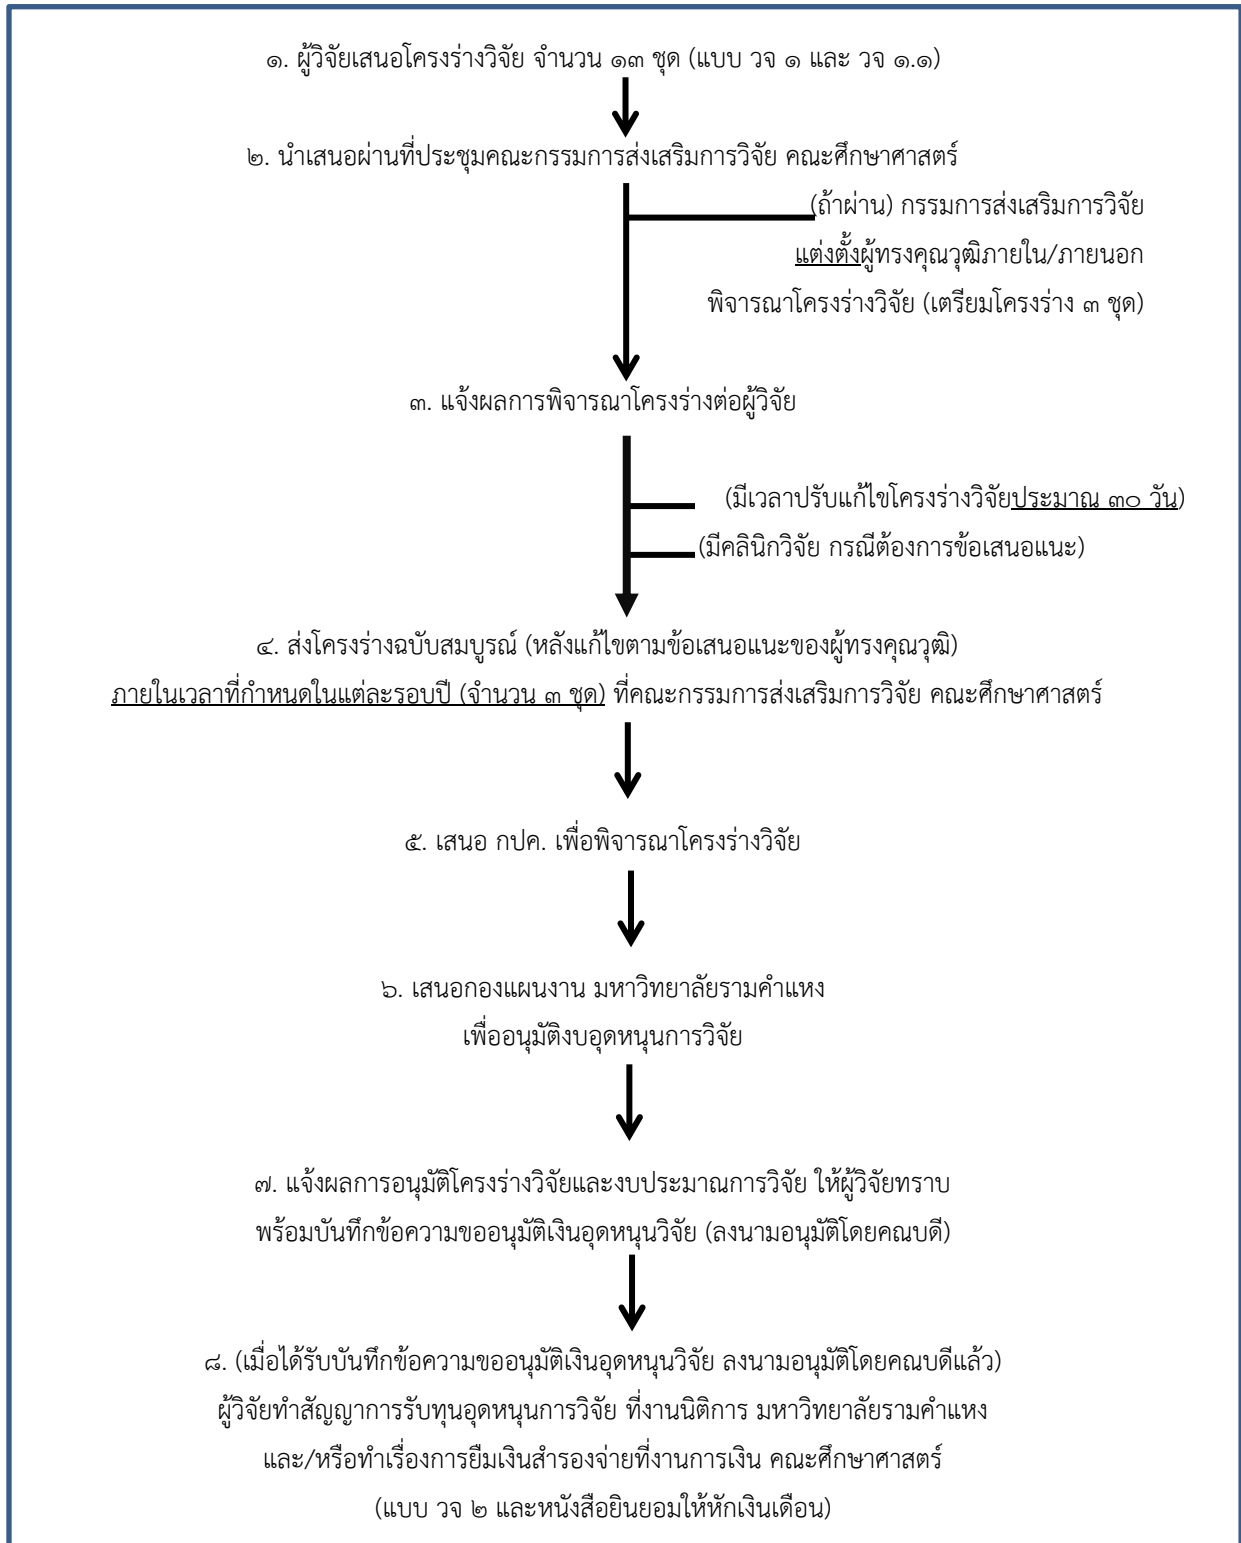 ๑. ผู้วิจัยเสนอโครงร่างวิจัย จำนวน ๑๓ ชุด (แบบ วจ ๑ และ วจ ๑.๑)
๒. นำเสนอผ่านที่ประชุมคณะกรรมการส่งเสริมการวิจัย คณะศึกษาศาสตร์
(ถ้าผ่าน) กรรมการส่งเสริมการวิจัย
แต่งตั้งผู้ทรงคุณวุฒิภายใน/ภายนอก
พิจารณาโครงร่างวิจัย (เตรียมโครงร่าง ๓ ชุด)
๓. แจ้งผลการพิจารณาโครงร่างต่อผู้วิจัย
(มีเวลาปรับแก้ไขโครงร่างวิจัยประมาณ ๓๐ วัน)
(มีคลินิกวิจัย กรณีต้องการข้อเสนอแนะ)
๔. ส่งโครงร่างฉบับสมบูรณ์ (หลังแก้ไขตามข้อเสนอแนะของผู้ทรงคุณวุฒิ)
ภายในเวลาที่กำหนดในแต่ละรอบปี (จำนวน ๓ ชุด) ที่คณะกรรมการส่งเสริมการวิจัย คณะศึกษาศาสตร์
๕. เสนอ กปค. เพื่อพิจารณาโครงร่างวิจัย
๖. เสนอกองแผนงาน มหาวิทยาลัยรามคำแหง
เพื่ออนุมัติงบอุดหนุนการวิจัย
๗. แจ้งผลการอนุมัติโครงร่างวิจัยและงบประมาณการวิจัย ให้ผู้วิจัยทราบ
พร้อมบันทึกข้อความขออนุมัติเงินอุดหนุนวิจัย (ลงนามอนุมัติโดยคณบดี)
๘. (เมื่อได้รับบันทึกข้อความขออนุมัติเงินอุดหนุนวิจัย ลงนามอนุมัติโดยคณบดีแล้ว)
ผู้วิจัยทำสัญญาการรับทุนอุดหนุนการวิจัย ที่งานนิติการ มหาวิทยาลัยรามคำแหง
และ/หรือทำเรื่องการยืมเงินสำรองจ่ายที่งานการเงิน คณะศึกษาศาสตร์
(แบบ วจ ๒ และหนังสือยินยอมให้หักเงินเดือน)